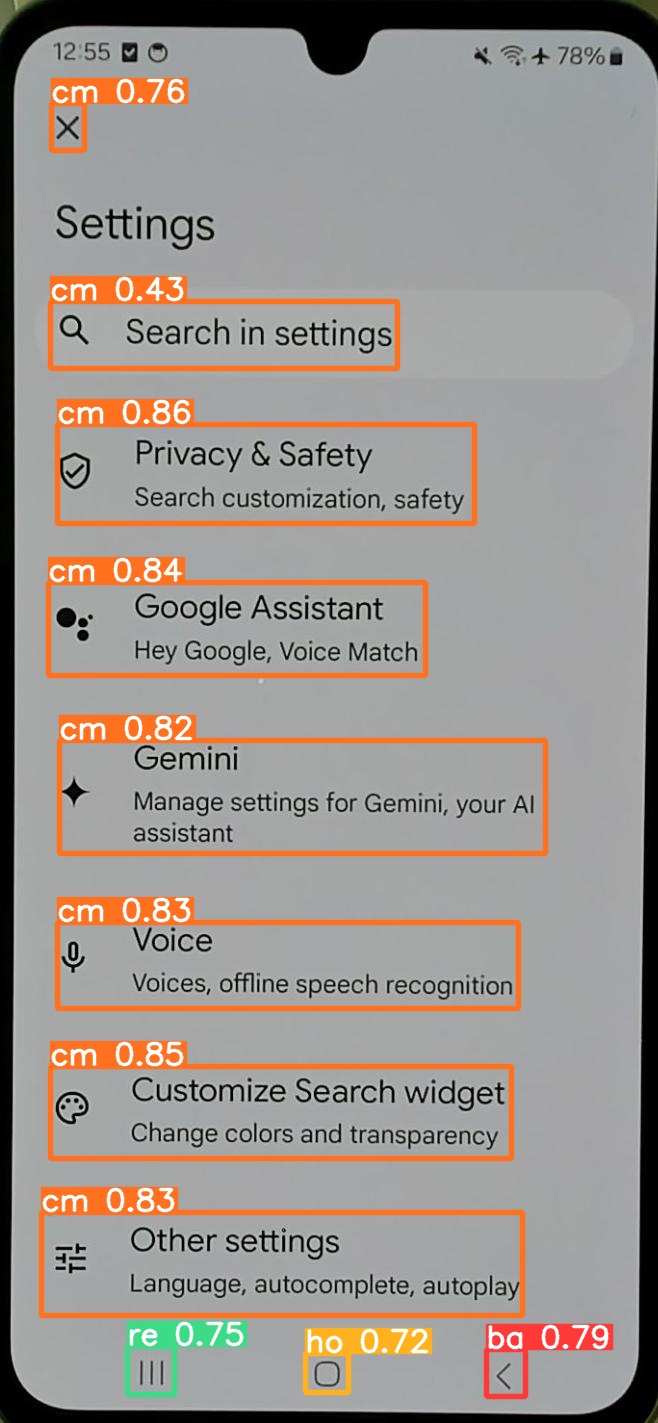 12:55 78%
cm 0.76
Settings
cm 0.43
Search in settings
cm 0.86
Privacy & Safety
Search customization, safety
cm 0.84
Google Assistant
Hey Google, Voice Match
cm 0.82
Gemini
Manage settings for Gemini, your AI
assistant
cm 0.83
Voice
Voices, offline speech recognition
cm 0.85
Customize Search widget
Change colors and transparency
cm 0.83
Other settings
Language, autocomplete, autoplay
re 0.75 ho 0.72 ba 0.79